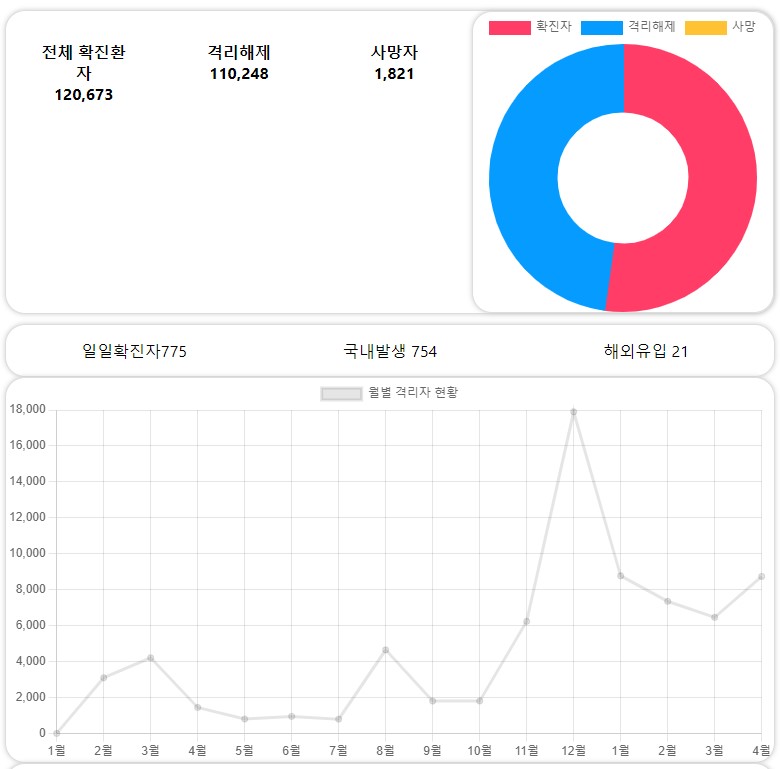 전체 확진환
자
120,673
격리해제
110,248
사망자
1,821
확진자 격리해제 사망
일일확진자775 국내발생 754 해외유입 21
월별 격리자 현황
18,000
16,000
14,000
12,000
10,000
8,000
6,000
4,000
2,000
0
1월 2월 3월 4월 5월 6월 7월 8월 9월 10월 11월 12월 1월 2월 3월 4월